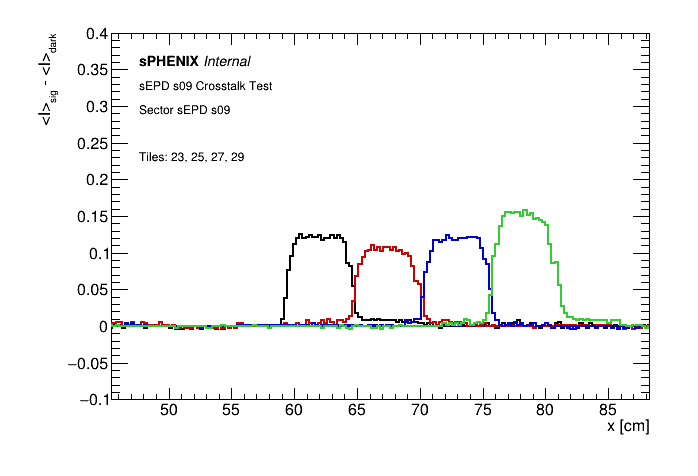 <I>sig - <I>dark
0.4
0.35
0.3
0.25
0.2
0.15
0.1
0.05
0
−0.05
−0.1
sPHENIX Internal
sEPD s09 Crosstalk Test
Sector sEPD s09
Tiles: 23, 25, 27, 29
50 55 60 65 70 75 80 85
x [cm]